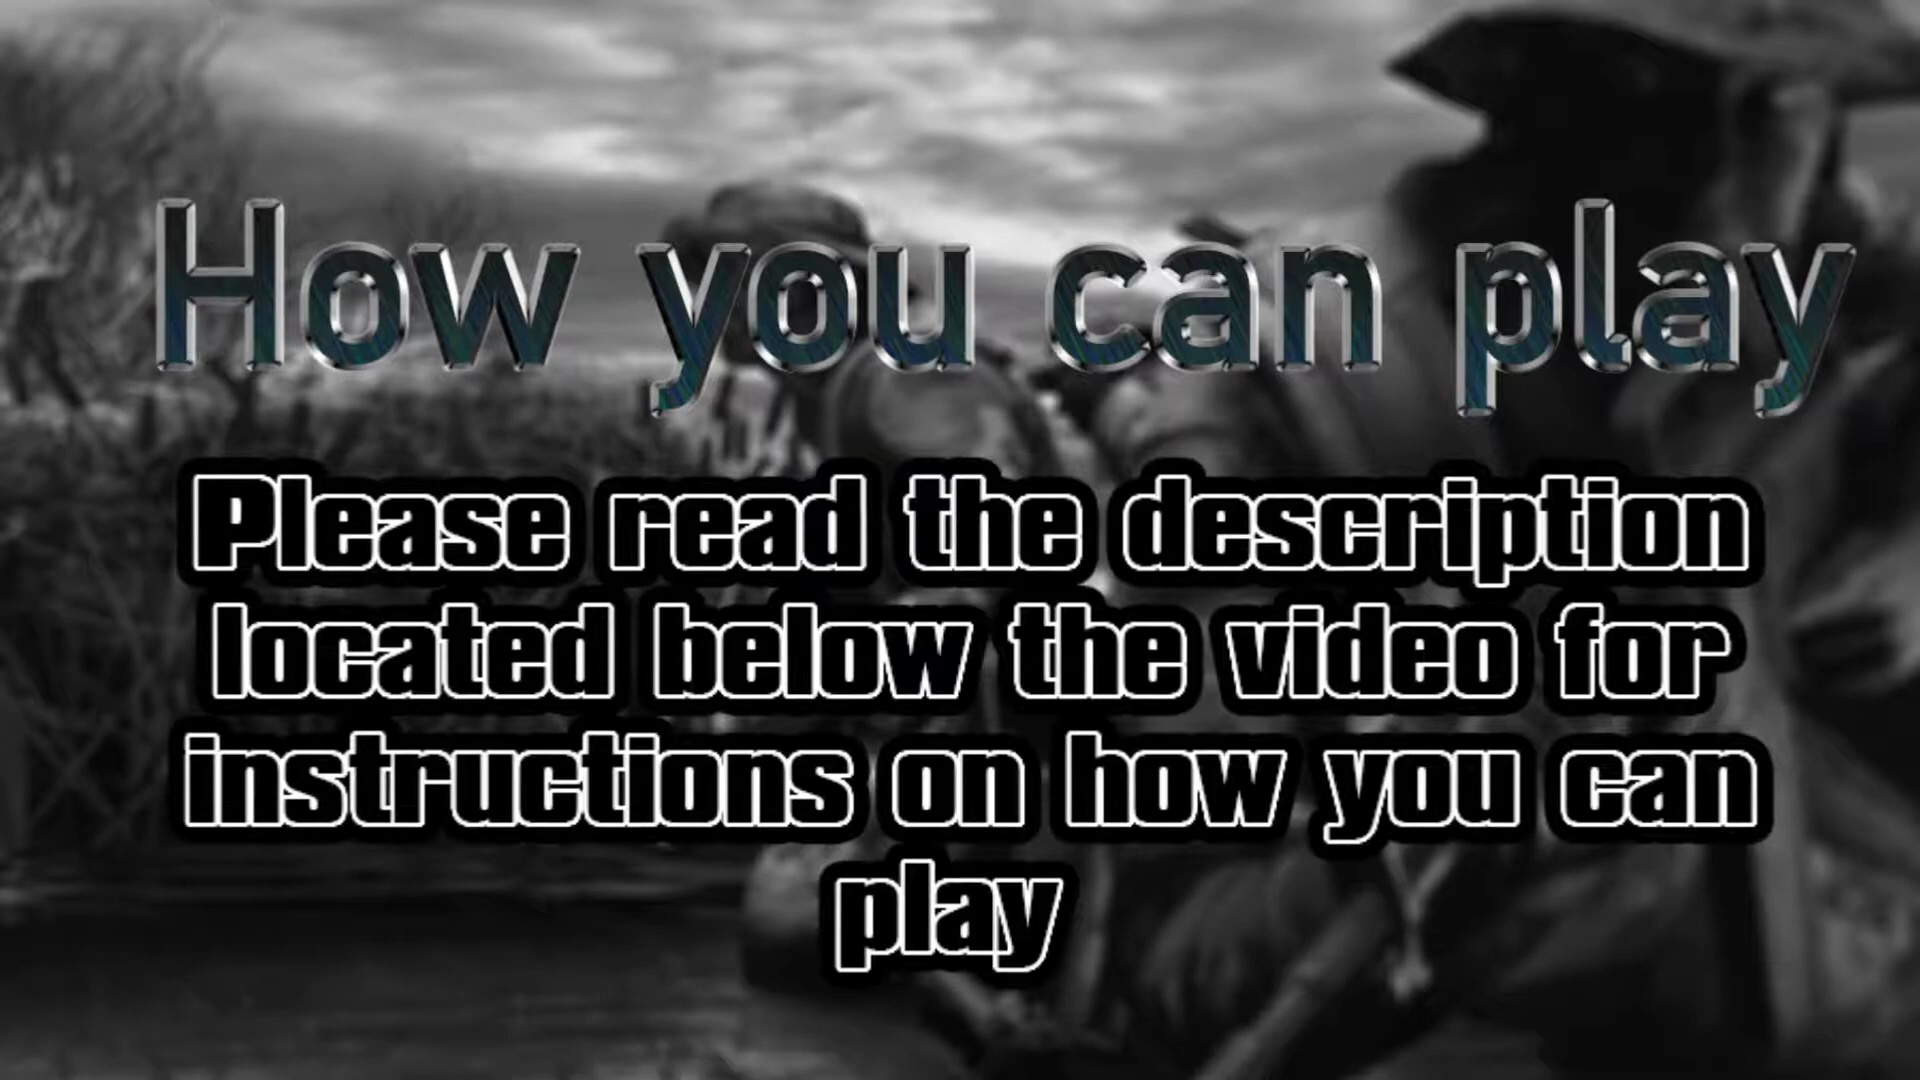 How you can play
Please read the description
located below the video for
instructions on how you can
play